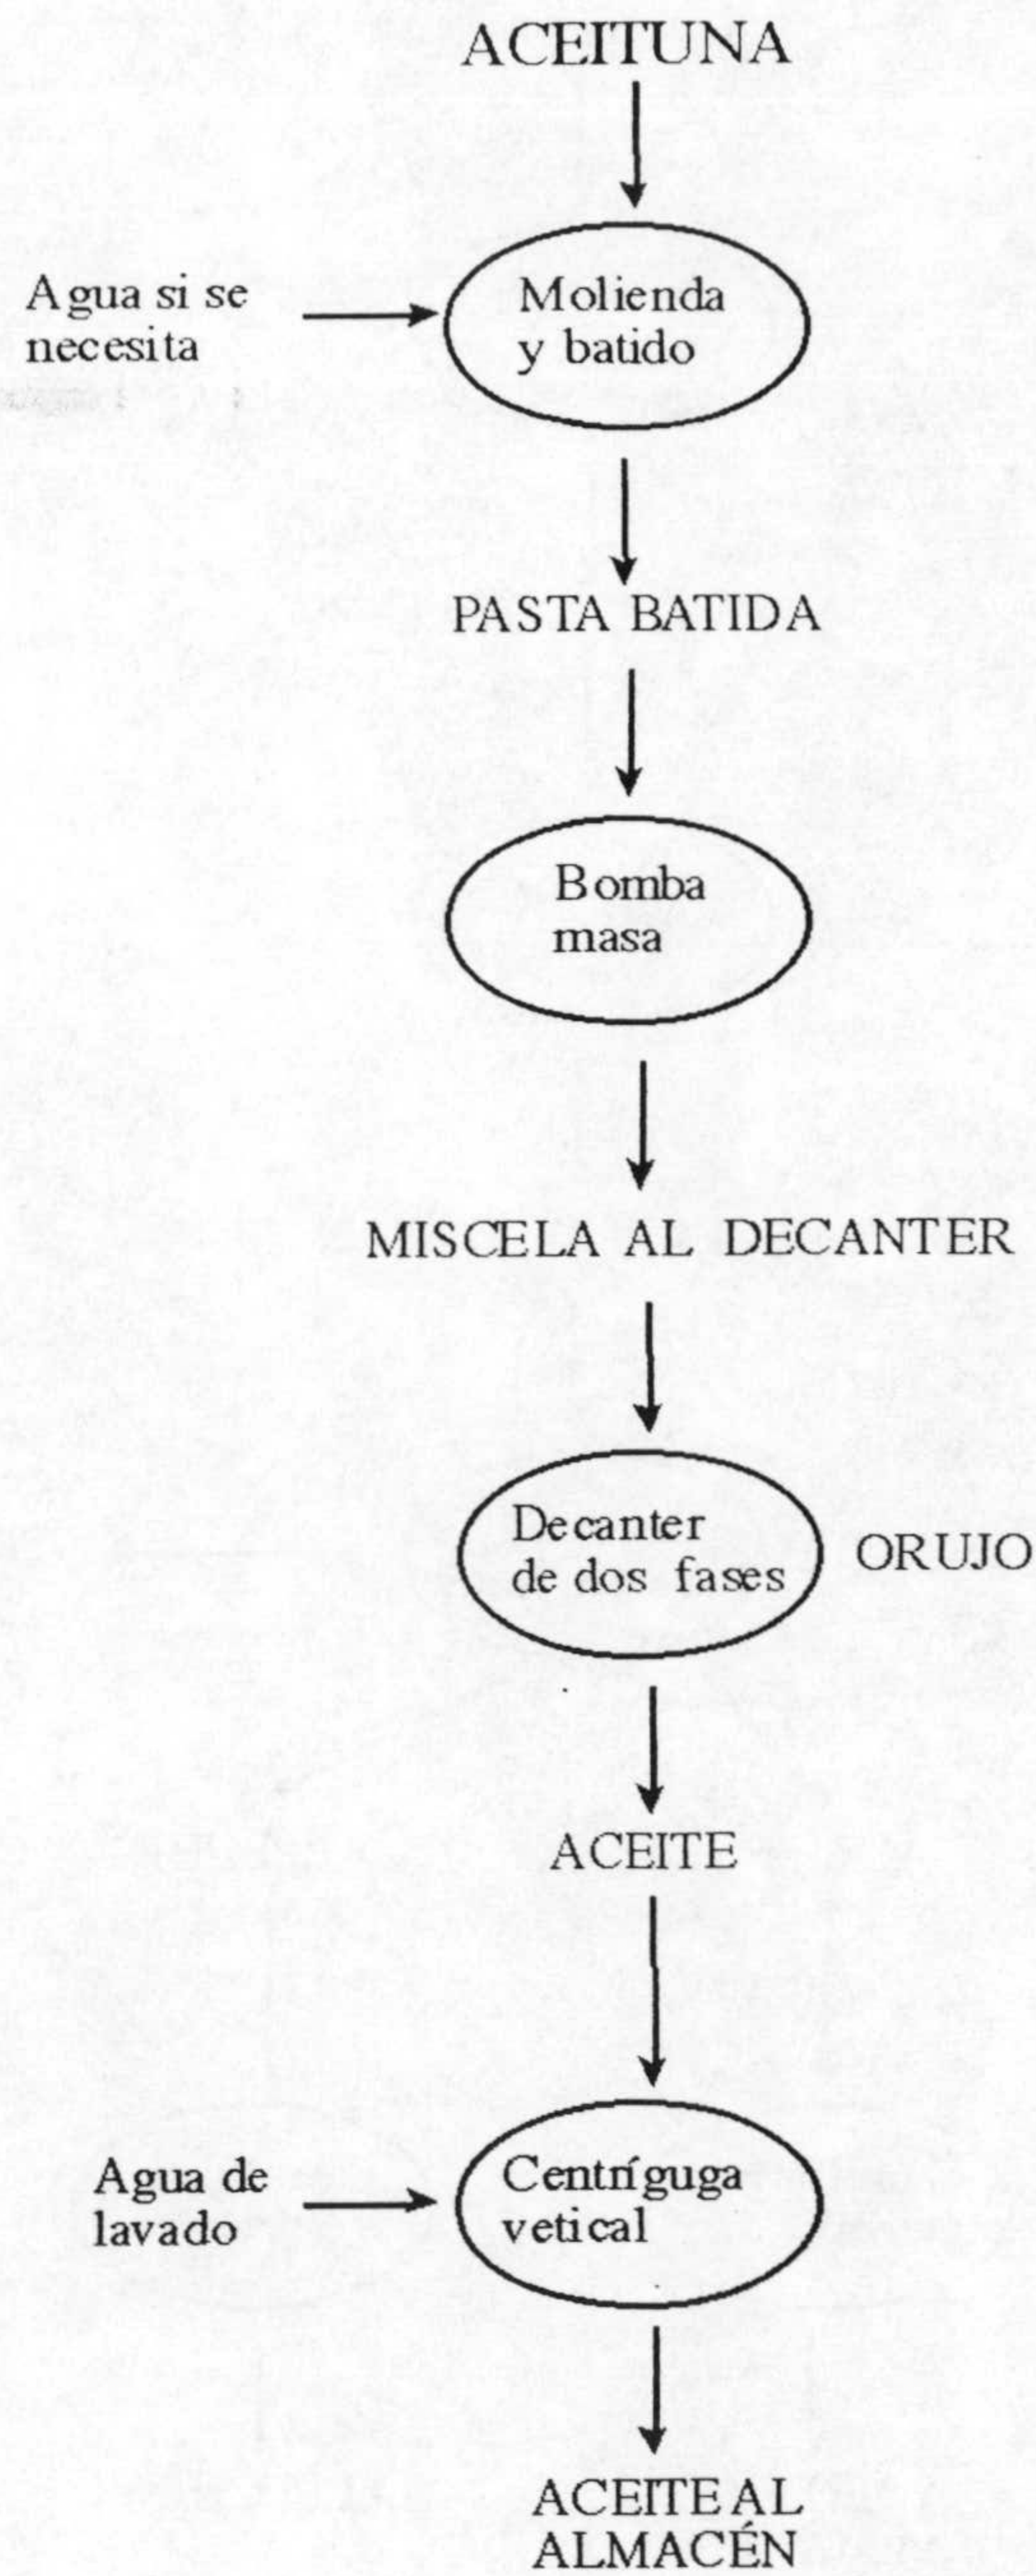 ACEITUNA
Agua si se
necesita
Molienda
y batido
PASTA BATIDA
Bomba
masa
MISCELA AL DECANTER
Decanter
de dos fases
ORUJO
ACEITE
Agua de
lavado
Centríguga
vetical
ACEITE AL
ALMACÉN